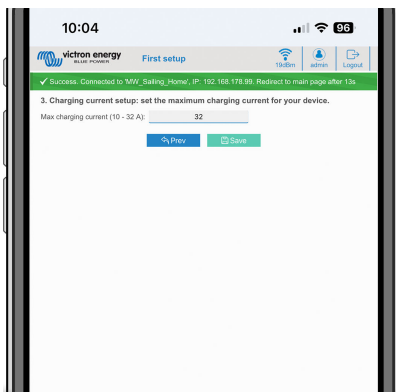 10:04
96
victron energy
BLUE POWER
First setup
19dBm
admin
Logout
Success. Connected to 'MW_Sailing_Home', IP: 192.168.178.99. Redirect to main page after 13s
3. Charging current setup: set the maximum charging current for your device.
Max charging current (10 - 32 A):
32
Prev
Save